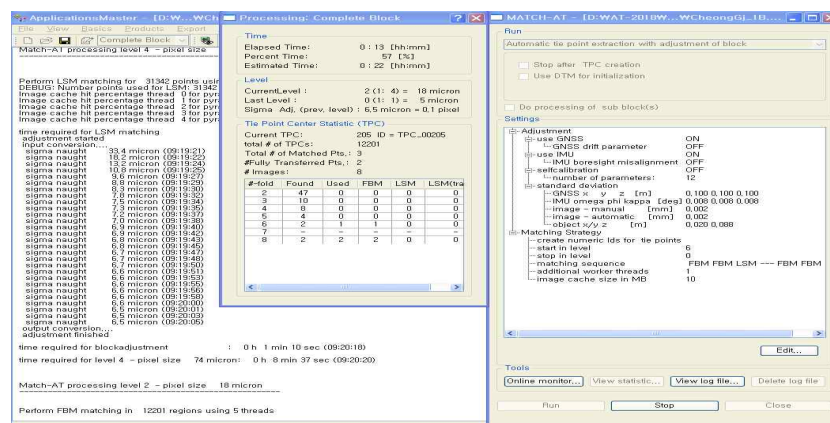 ApplicationsMaster - [D:W...WCh
File View Basics Products Export
Complete Block
Match-AT processing level 4 - pixel size
Perform LSM matching for 31342 points usin
DEBUG: Number points used for LSM: 31342
Image cache hit percentage thread 0 for pyra
Image cache hit percentage thread 1 for pyra
Image cache hit percentage thread 2 for pyra
Image cache hit percentage thread 3 for pyra
Image cache hit percentage thread 4 for pyra
time required for LSM matching
adjustment started
input conversion....
sigma naught 33,4 micron (09:19:21)
sigma naught 18,2 micron (09:19:22)
sigma naught 13,2 micron (09:19:24)
sigma naught 10,8 micron (09:19:25)
sigma naught 9,6 micron (09:19:27)
sigma naught 8,8 micron (09:19:29)
sigma naught 8,3 micron (09:19:30)
sigma naught 7,8 micron (09:19:32)
sigma naught 7,5 micron (09:19:34)
sigma naught 7,3 micron (09:19:35)
sigma naught 7,2 micron (09:19:37)
sigma naught 7,0 micron (09:19:38)
sigma naught 6,9 micron (09:19:40)
sigma naught 6,9 micron (09:19:42)
sigma naught 6,8 micron (09:19:43)
sigma naught 6,8 micron (09:19:45)
sigma naught 6,7 micron (09:19:47)
sigma naught 6,7 micron (09:19:48)
sigma naught 6,7 micron (09:19:50)
sigma naught 6,6 micron (09:19:51)
sigma naught 6,6 micron (09:19:53)
sigma naught 6,6 micron (09:19:55)
sigma naught 6,6 micron (09:19:56)
sigma naught 6,6 micron (09:19:58)
sigma naught 6,6 micron (09:20:00)
sigma naught 6,5 micron (09:20:01)
sigma naught 6,5 micron (09:20:03)
sigma naught 6,5 micron (09:20:05)
output conversion....
adjustment finished
time required for blockadjustment : 0 h 1 min 10 sec (09:20:18)
time required for level 4 - pixel size 74 micron: 0 h 8 min 37 sec (09:20:20)
Match-AT processing level 2 - pixel size 18 micron
Perform FBM matching in 12201 regions using 5 threads
Processing: Complete Block
Time
Elapsed Time: 0 : 13 [hh:mm]
Percent Time: 57 [%]
Estimated Time: 0 : 22 [hh:mm]
Level
CurrentLevel : 2 (1: 4) = 18 micron
Last Level : 0 (1: 1) = 5 micron
Sigma Adj, (prev, level) : 6,5 micron = 0,1 pixel
Tie Point Center Statistic (TPC)
Current TPC: 205 ID = TPC_00205
total # of TPCs: 12201
Total # of Matched Pts,: 3
#Fully Transferred Pts,: 2
# Images: 8
#-fold Found Used FBM LSM LSM(tra
2 47 0 0 0 0
3 10 0 0 0 0
4 8 0 0 0 0
5 4 0 0 0 0
6 2 1 1 0 0
7 - - - - -
8 2 2 2 0 0
MATCH-AT - [D:WAT-2018W...WCheongGj_1B...
Run
Automatic tie point extraction with adjustment of block
Stop after TPC creation
Use DTM for initialization
Do processing of sub block(s)
Settings
Adjustment
use GNSS ON
GNSS drift parameter OFF
use IMU ON
IMU boresight misalignment OFF
selfcalibration OFF
number of parameters: 12
standard deviation
GNSS x y z [m] 0,100 0,100 0,100
IMU omega phi kappa [deg] 0,008 0,008 0,008
image - manual [mm] 0,002
image - automatic [mm] 0,002
object x/y z [m] 0,020 0,088
Matching Strategy
create numeric Ids for tie points
start in level 6
stop in level 0
matching sequence FBM FBM LSM --- FBM FBM
additional worker threads 1
image cache size in MB 10
Edit...
Tools
Online monitor... View statistic... View log file... Delete log file
Run Stop Close